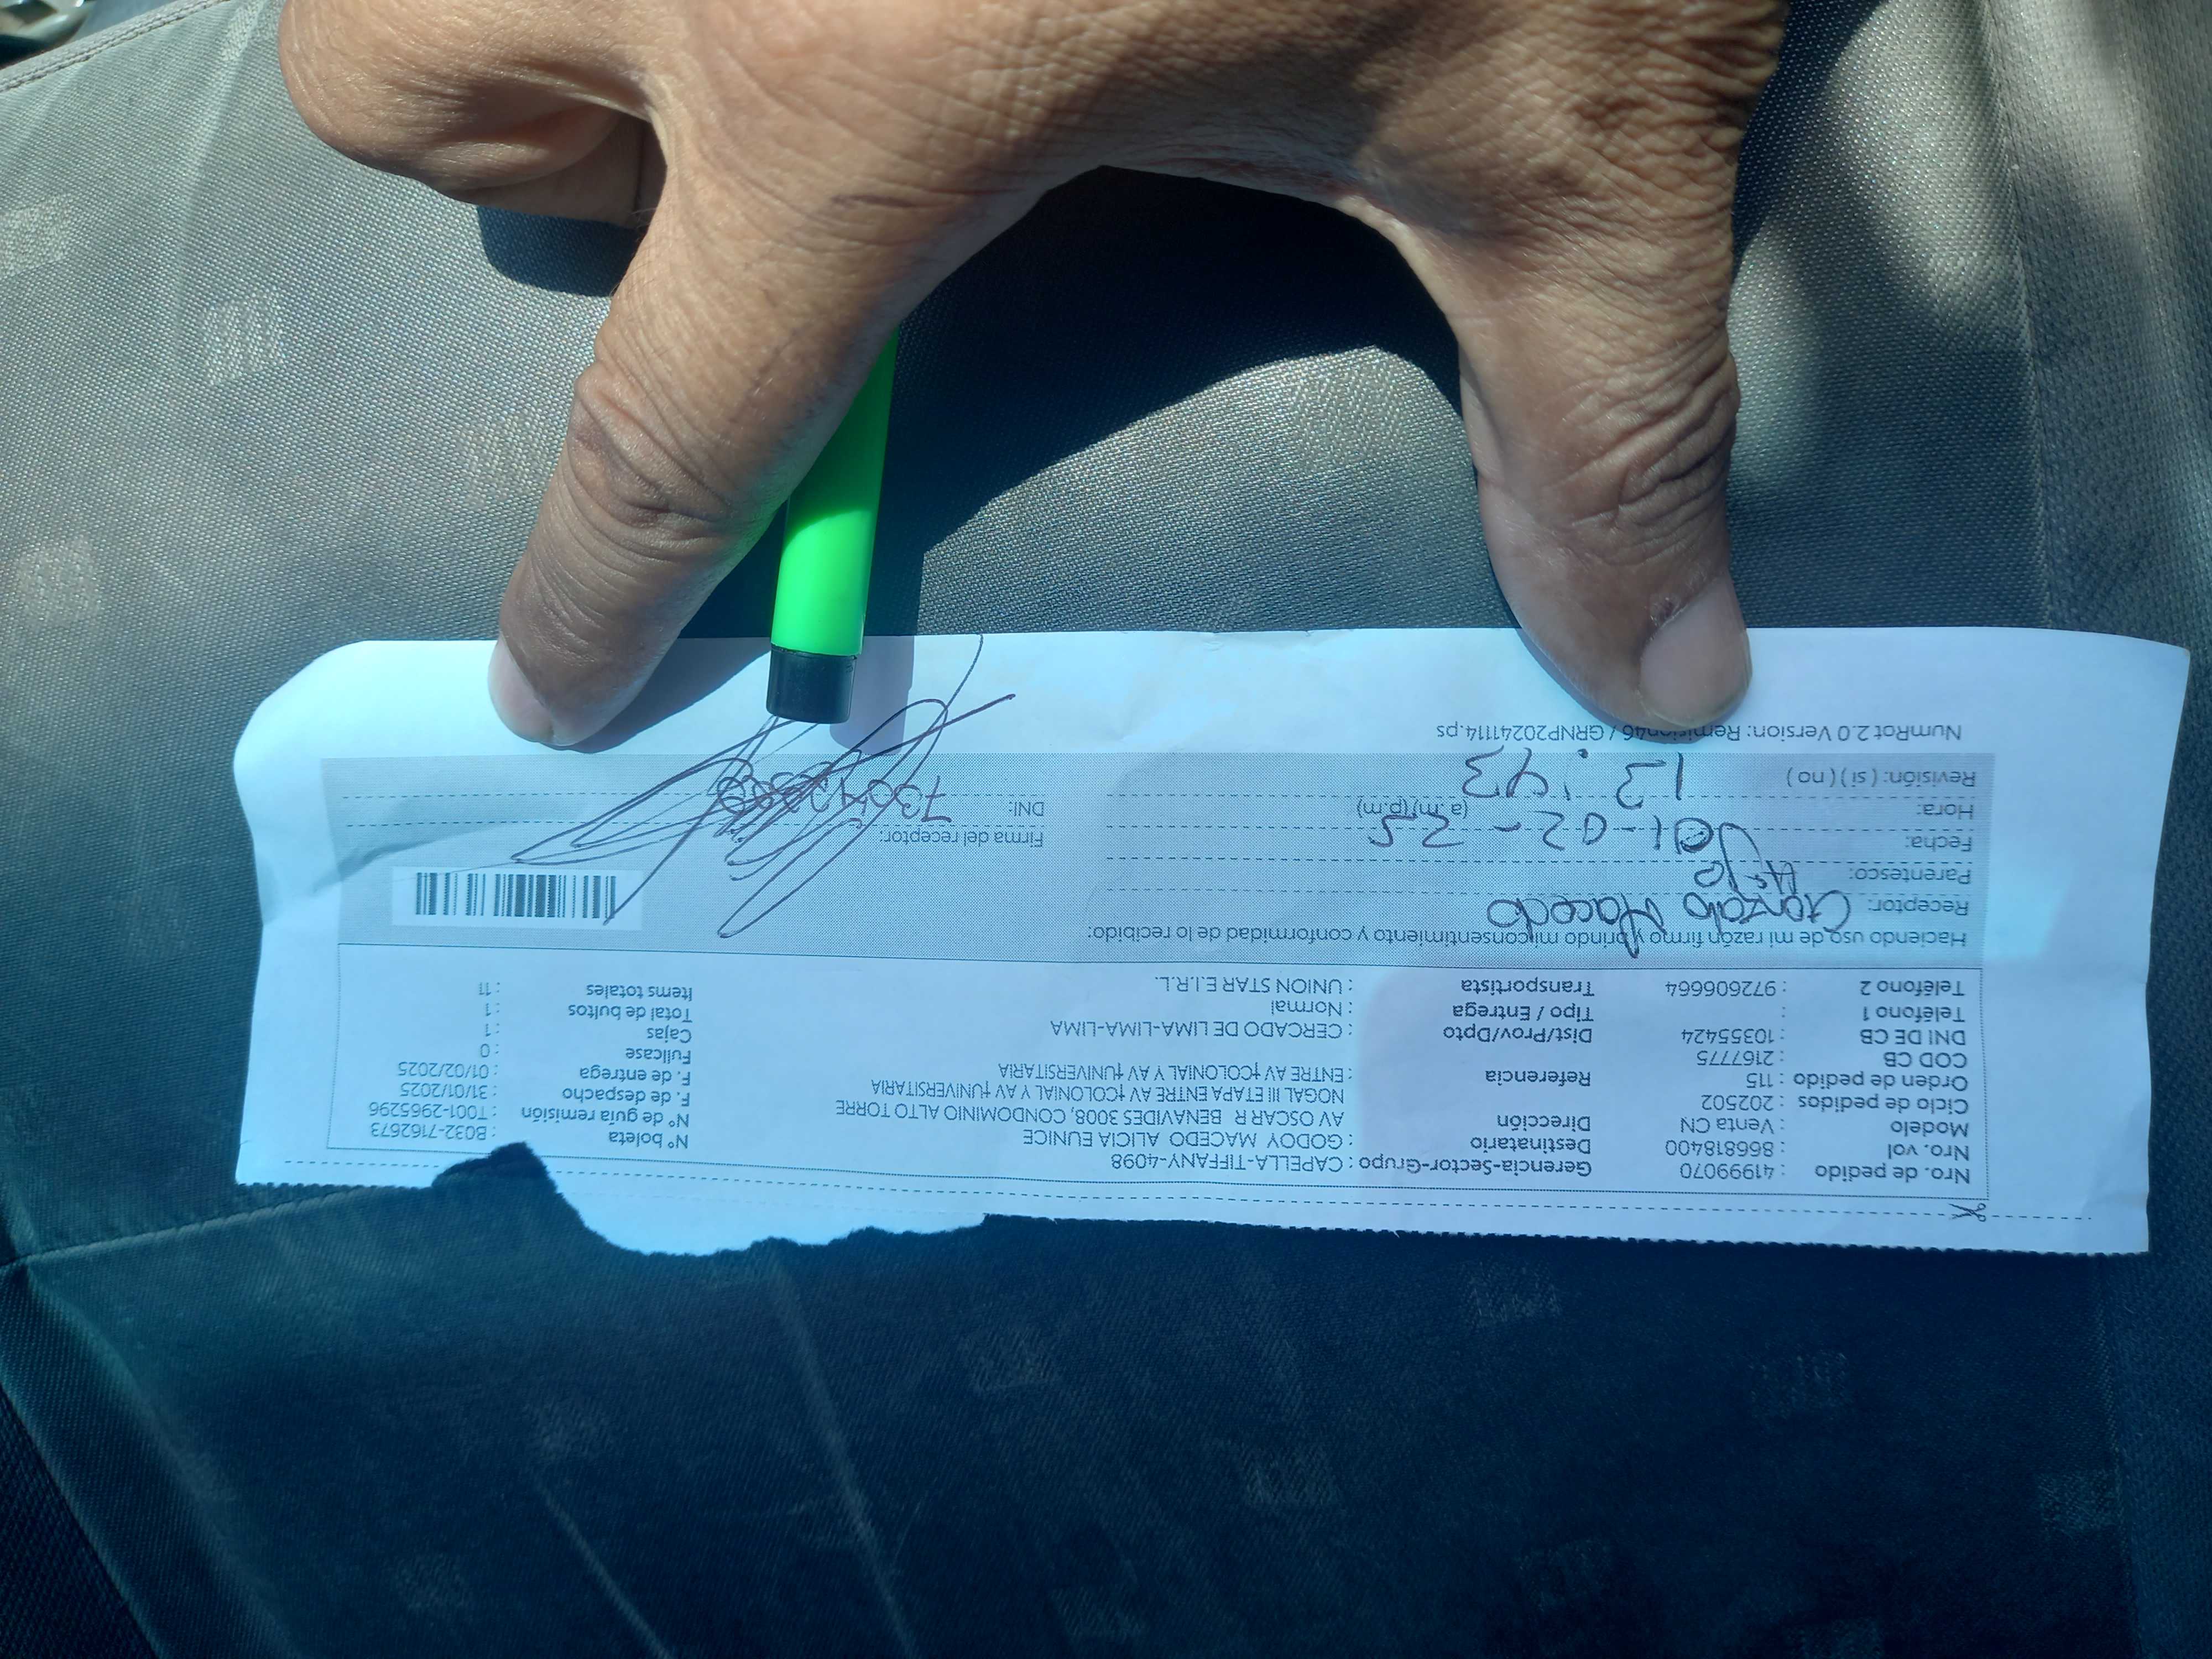 Nro. de pedido : 41999070 Gerencia-Sector-Grupo : CAPELLA-TIFFANY-4098 N° boleta : B032-7162673
Nro. vol : 866818400 Destinatario : GODOY MACEDO ALICIA EUNICE N° de guía remisión : T001-2965296
Modelo : Venta CN Dirección AV OSCAR R BENAVIDES 3008, CONDOMINIO ALTO TORRE F. de despacho : 31/01/2025
Ciclo de pedidos : 202502 NOGAL III ETAPA ENTRE AV †COLONIAL Y AV †UNIVERSITARIA F. de entrega : 01/02/2025
Orden de pedido : 115 Referencia : ENTRE AV †COLONIAL Y AV †UNIVERSITARIA Fullcase : 0
COD CB : 2167775 Dist/Prov/Dpto : CERCADO DE LIMA-LIMA-LIMA Cajas : 1
DNI DE CB : 10355424 Tipo / Entrega : Normal Total de bultos : 1
Teléfono 1 : Transportista : UNION STAR E.I.R.L. Items totales : 11
Teléfono 2 : 972606664
Haciendo uso de mi razón firmo y brindo mi consentimiento y conformidad de lo recibido:
Receptor: Gonzalo Macedo
Parentesco: Hijo
Fecha: 01-02-25 Firma del receptor:
Hora: (a.m)(p.m) DNI:
Revisión: ( si ) ( no ) 13:43
NumRot 2.0 Version: Remision46 / GRNP20241114.ps